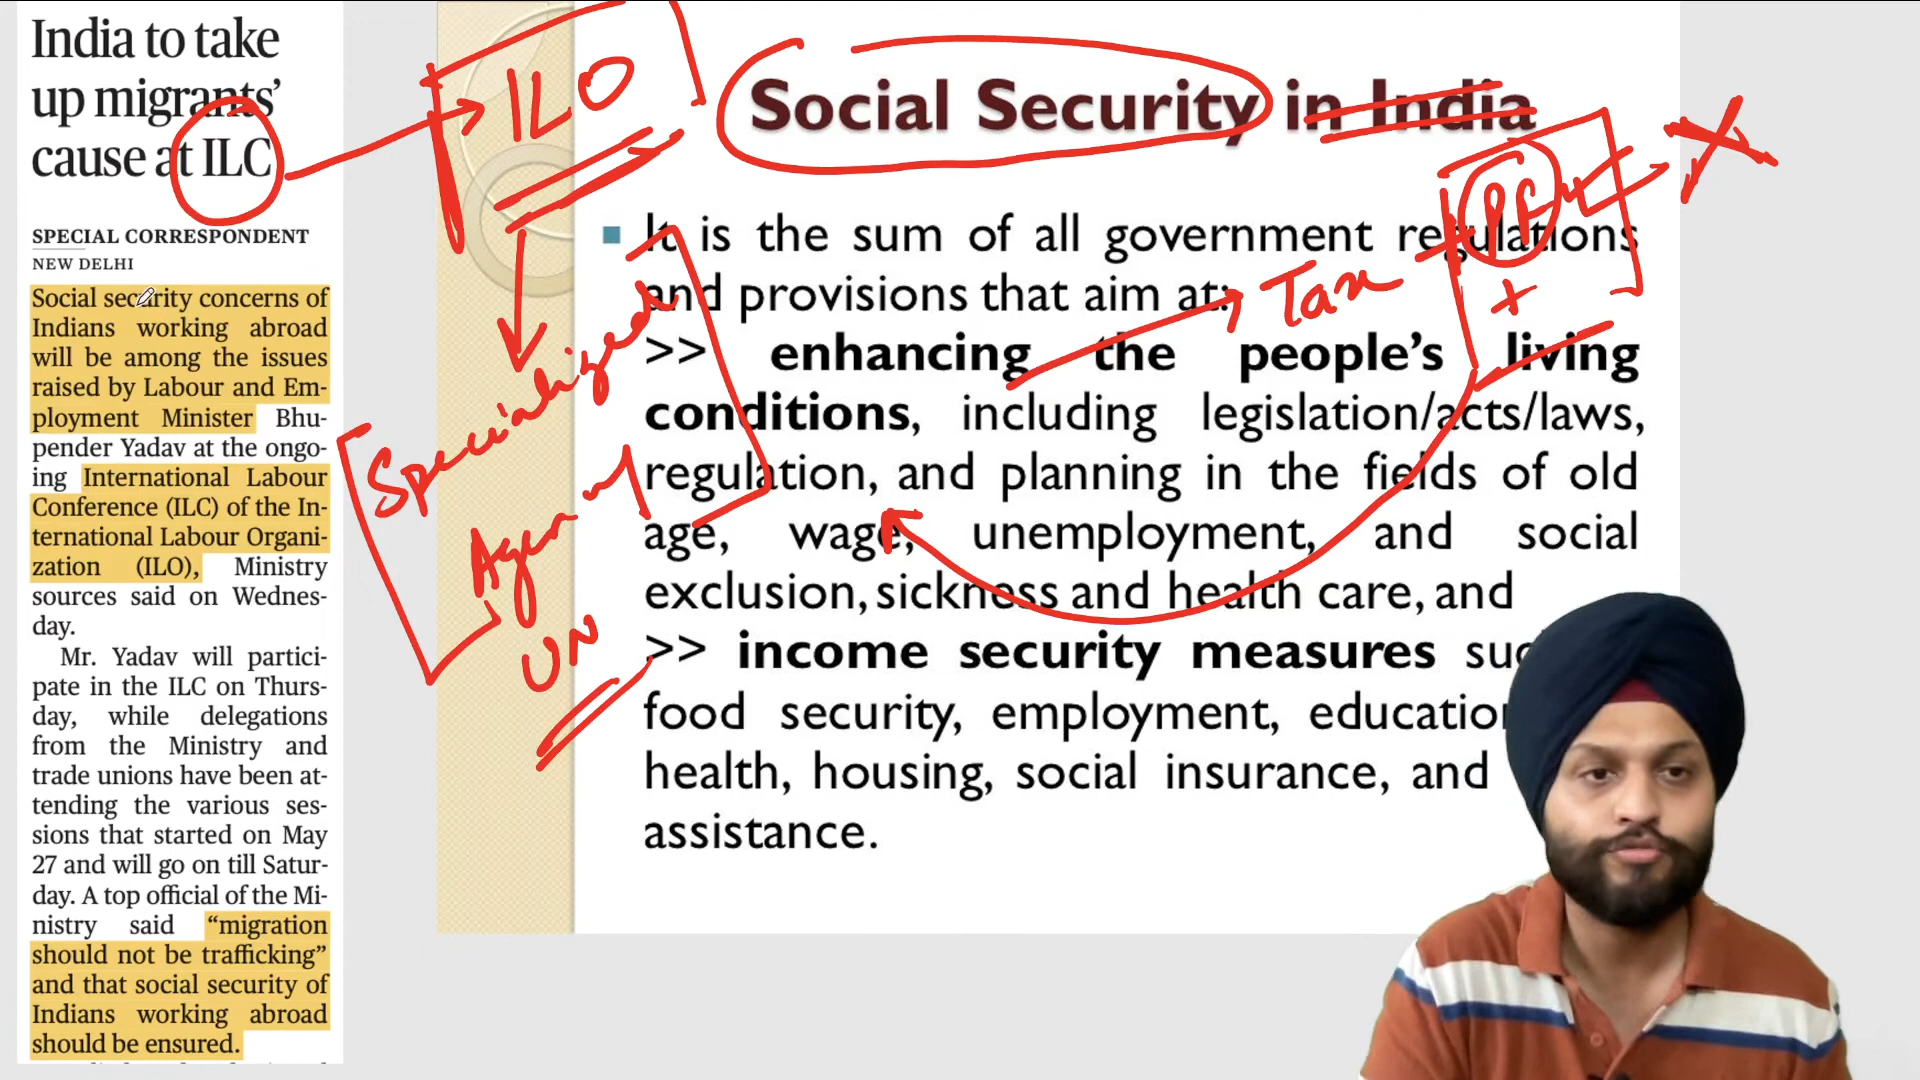 India to take
up migrants'
cause at ILC
SPECIAL CORRESPONDENT
NEW DELHI
Social security concerns of
Indians working abroad
will be among the issues
raised by Labour and Em-
ployment Minister Bhu-
pender Yadav at the ongo-
ing International Labour
Conference (ILC) of the In-
ternational Labour Organi-
zation (ILO), Ministry
sources said on Wednes-
day.
Mr. Yadav will partici-
pate in the ILC on Thurs-
day, while delegations
from the Ministry and
trade unions have been at-
tending the various ses-
sions that started on May
27 and will go on till Satur-
day. A top official of the Mi-
nistry said “migration
should not be trafficking”
and that social security of
Indians working abroad
should be ensured.
ILO
Specialized
Agency
UN
Social Security in India
It is the sum of all government regulations
and provisions that aim at:
>> enhancing the people's living
conditions, including legislation/acts/laws,
regulation, and planning in the fields of old
age, wage, unemployment, and social
exclusion, sickness and health care, and
>> income security measures
food security, employment,
health, housing, social insurance, and
assistance.
Tax +
PF
+
X